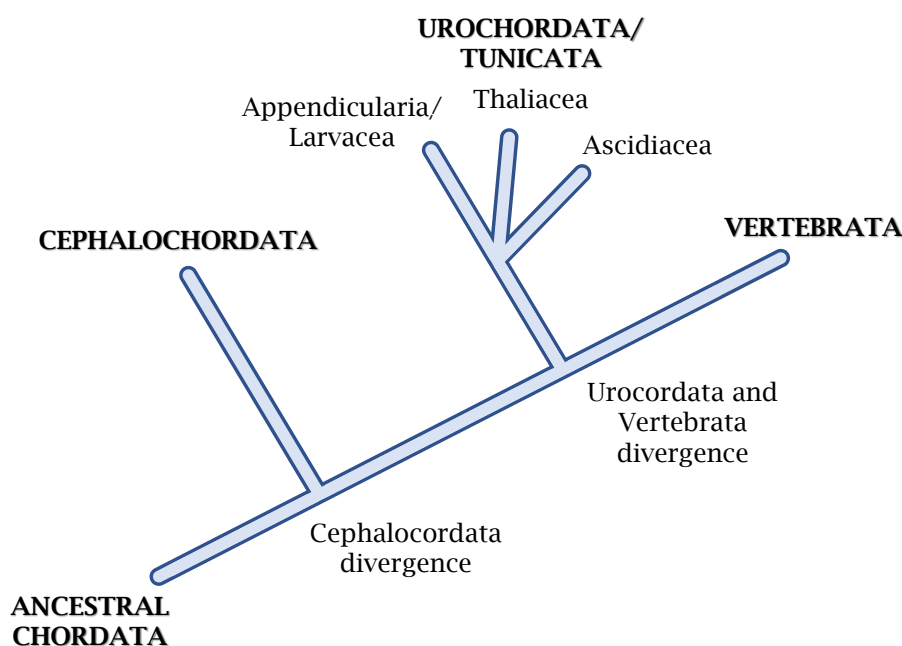 UROCHORDATA/
TUNICATA
Appendicularia/
Larvacea
Thaliacea
Ascidiacea
CEPHALOCHORDATA
VERTEBRATA
Urocordata and
Vertebrata
divergence
Cephalocordata
divergence
ANCESTRAL
CHORDATA